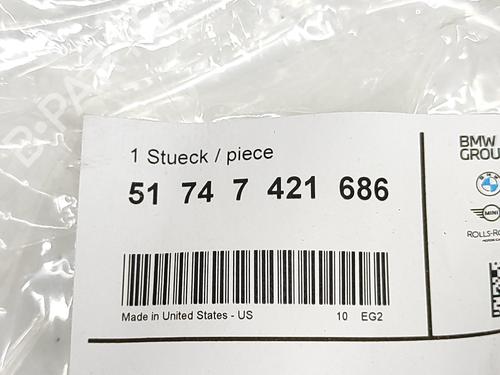 1 Stueck / piece
51 74 7 421 686
Made in United States - US 10 EG2
BMW
GROU
MINI
ROLLS-RO
B-PA